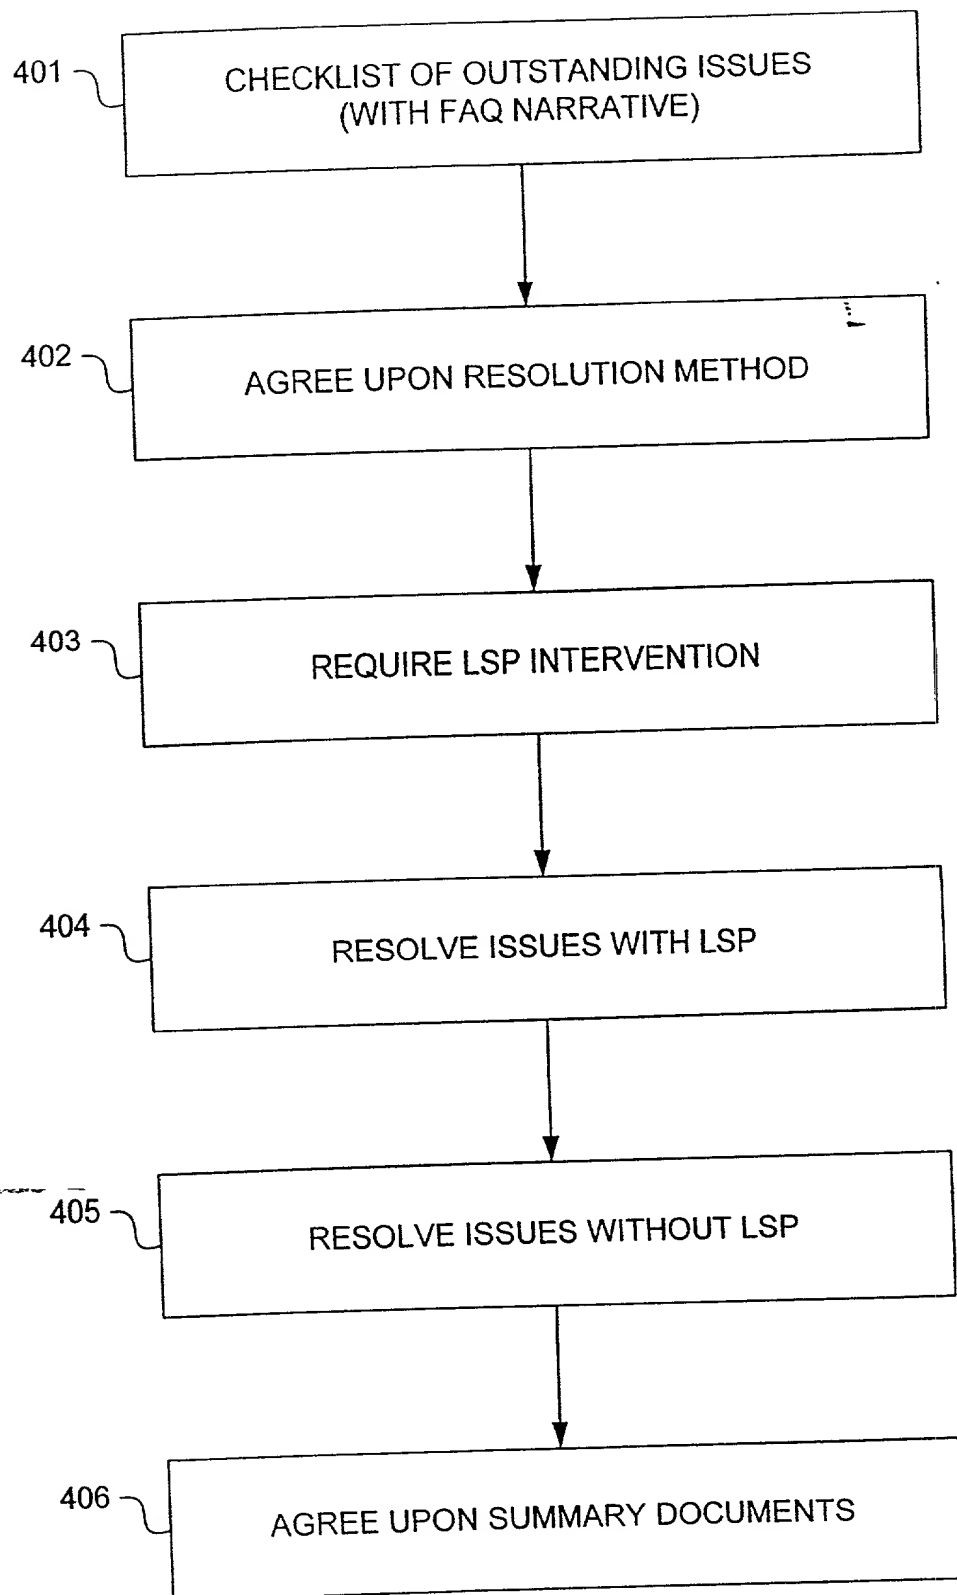 401
CHECKLIST OF OUTSTANDING ISSUES
(WITH FAQ NARRATIVE)
402
AGREE UPON RESOLUTION METHOD
403
REQUIRE LSP INTERVENTION
404
RESOLVE ISSUES WITH LSP
405
RESOLVE ISSUES WITHOUT LSP
406
AGREE UPON SUMMARY DOCUMENTS